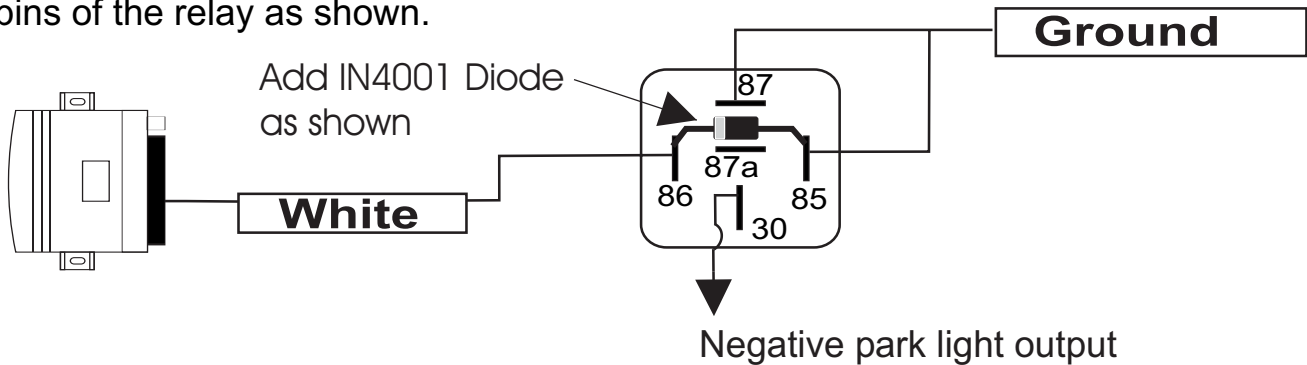 pins of the relay as shown.
Ground
Add IN4001 Diode
as shown
87
87a
86
85
30
White
Negative park light output